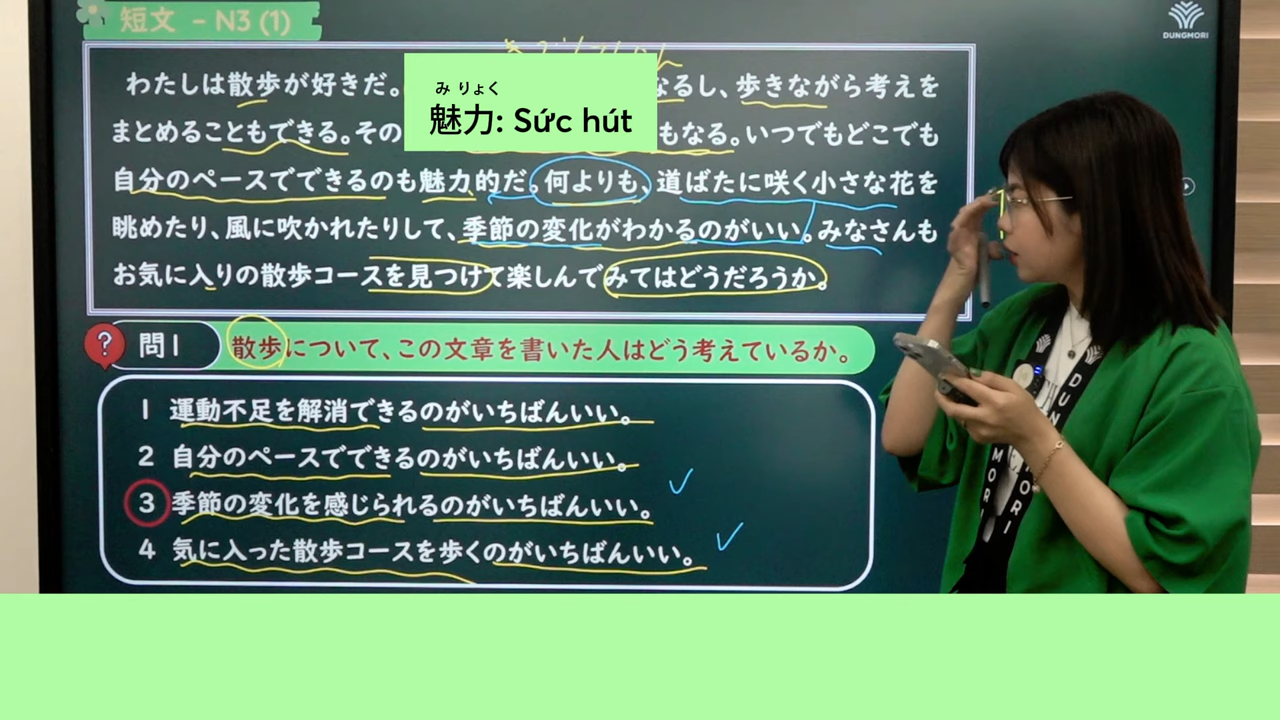 短文 - N3 (1)
DUNGMORI
わたしは散歩が好きだ。
なるし、歩きながら考えを
み りょく
魅力: Sức hút
まとめることもできる。その
もなる。いつでもどこでも
自分のペースでできるのも魅力的だ。何よりも、道ばたに咲く小さな花を
眺めたり、風に吹かれたりして、季節の変化がわかるのがいい。みなさんも
お気に入りの散歩コースを見つけて楽しんでみてはどうだろうか。
? 問1 散歩について、この文章を書いた人はどう考えているか。
1 運動不足を解消できるのがいちばんいい。
2 自分のペースでできるのがいちばんいい。
3 季節の変化を感じられるのがいちばんいい。
4 気に入った散歩コースを歩くのがいちばんいい。